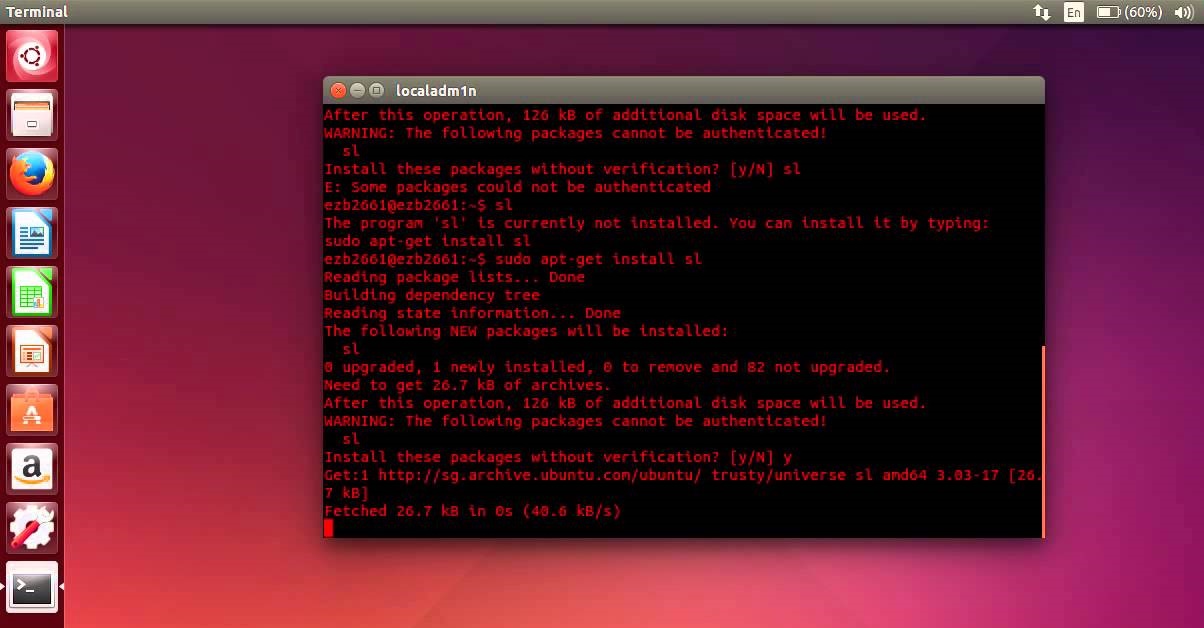 Terminal
En
(60%)
localadm1n
After this operation, 126 kB of additional disk space will be used.
WARNING: The following packages cannot be authenticated!
sl
Install these packages without verification? [y/N] sl
E: Some packages could not be authenticated
ezb2661@ezb2661:~$ sl
The program 'sl' is currently not installed. You can install it by typing:
sudo apt-get install sl
ezb2661@ezb2661:~$ sudo apt-get install sl
Reading package lists... Done
Building dependency tree
Reading state information... Done
The following NEW packages will be installed:
sl
0 upgraded, 1 newly installed, 0 to remove and 82 not upgraded.
Need to get 26.7 kB of archives.
After this operation, 126 kB of additional disk space will be used.
WARNING: The following packages cannot be authenticated!
sl
Install these packages without verification? [y/N] y
Get:1 http://sg.archive.ubuntu.com/ubuntu/ trusty/universe sl amd64 3.03-17 [26.
7 kB]
Fetched 26.7 kB in 0s (40.6 kB/s)
a
>_